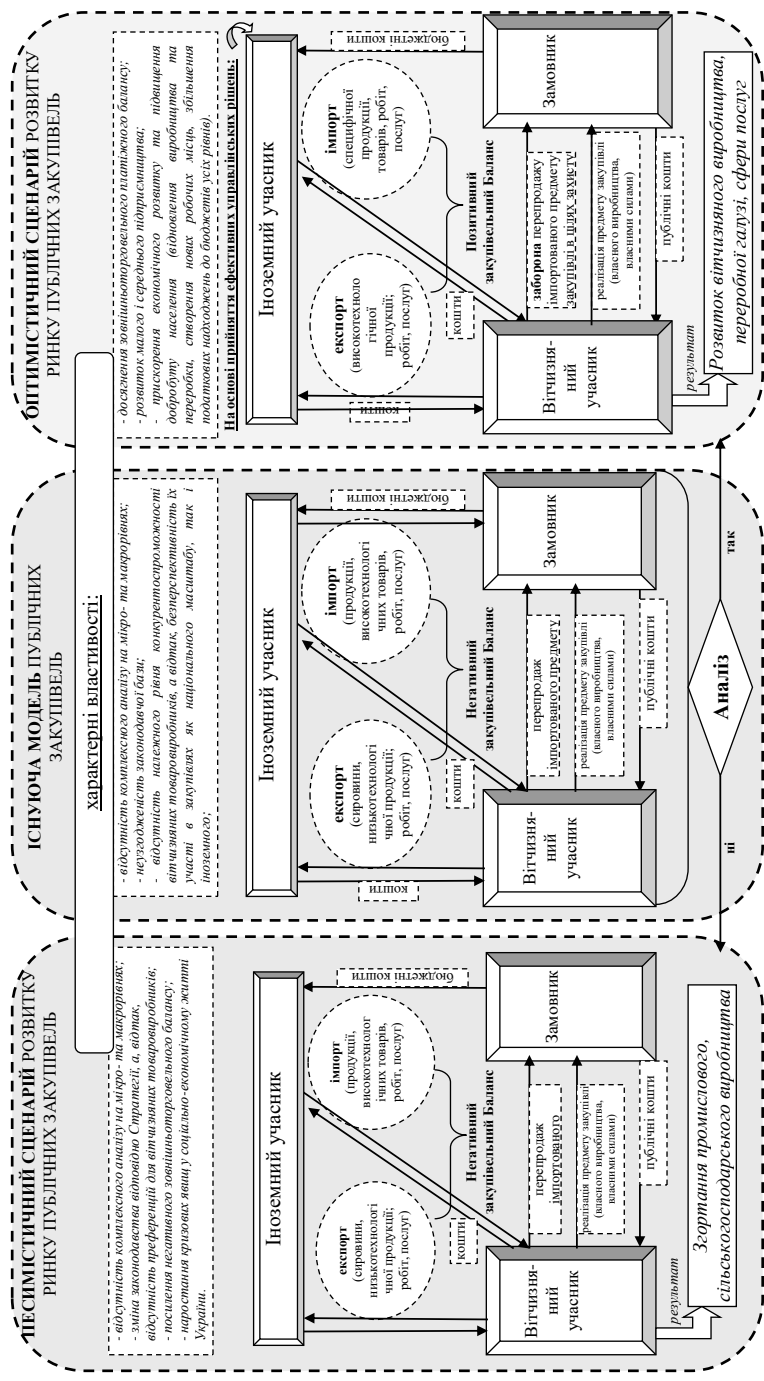 ПЕСИМІСТИЧНИЙ СЦЕНАРІЙ РОЗВИТКУ
РИНКУ ПУБЛІЧНИХ ЗАКУПІВЕЛЬ
ІСНУЮЧА МОДЕЛЬ ПУБЛІЧНИХ
ЗАКУПІВЕЛЬ
ОПТИМІСТИЧНИЙ СЦЕНАРІЙ РОЗВИТКУ
РИНКУ ПУБЛІЧНИХ ЗАКУПІВЕЛЬ
характерні властивості:
- відсутність комплексного аналізу на мікро- та макрорівнях;
- зміна законодавства відповідно Стратегії, а, відтак,
відсутність преференцій для вітчизняних товаровиробників;
- посилення негативного зовнішньоторговельного балансу;
- наростання кризових явищ у соціально-економічному житті
України.
Іноземний учасник
кошти
експорт
(сировини,
низькотехнологі
чної продукції;
робіт, послуг)
імпорт
(продукції,
високотехнолог
ічних товарів,
робіт, послуг)
бюджетні кошти
Негативний
закупівельний Баланс
Вітчизня-
ний
учасник
перепродаж
імпортованого
реалізація предмету закупівлі
(власного виробництва,
власними силами)
публічні кошти
Замовник
результат
Згортання промислового,
сільськогосподарського виробництва
- відсутність комплексного аналізу на мікро- та макрорівнях;
- неузгодженість законодавчої бази;
- відсутність належного рівня конкурентоспроможності
вітчизняних товаровиробників, а відтак, безперспективність їх
участі в закупівлях як національного масштабу, так і
іноземного;
Іноземний учасник
кошти
експорт
(сировини,
низькотехнологі
чної продукції;
робіт, послуг)
кошти
імпорт
(продукції,
високотехнологі
чних товарів,
робіт, послуг)
бюджетні кошти
Негативний
закупівельний Баланс
Вітчизня-
ний
учасник
перепродаж
імпортованого предмету
реалізація предмету закупівлі
(власного виробництва,
власними силами)
публічні кошти
Замовник
ні
Аналіз
так
- досягнення зовнішньоторговельного платіжного балансу;
- розвиток малого і середнього підприємництва;
- прискорення економічного розвитку та підвищення
добробуту населення (відновлення виробництва та
переробки, створення нових робочих місць, збільшення
податкових надходжень до бюджетів усіх рівнів).
На основі прийняття ефективних управлінських рішень:
Іноземний учасник
кошти
експорт
(високотехноло
гічної
продукції;
робіт, послуг)
кошти
імпорт
(специфічної
продукції,
товарів, робіт,
послуг)
бюджетні кошти
Позитивний
закупівельний Баланс
Вітчизня-
ний
учасник
заборона перепродажу
імпортованого предмету
закупівлі в цілях захисту
реалізація предмету закупівлі
(власного виробництва,
власними силами)
публічні кошти
Замовник
результат
Розвиток вітчизняного виробництва,
переробної галузі, сфери послуг